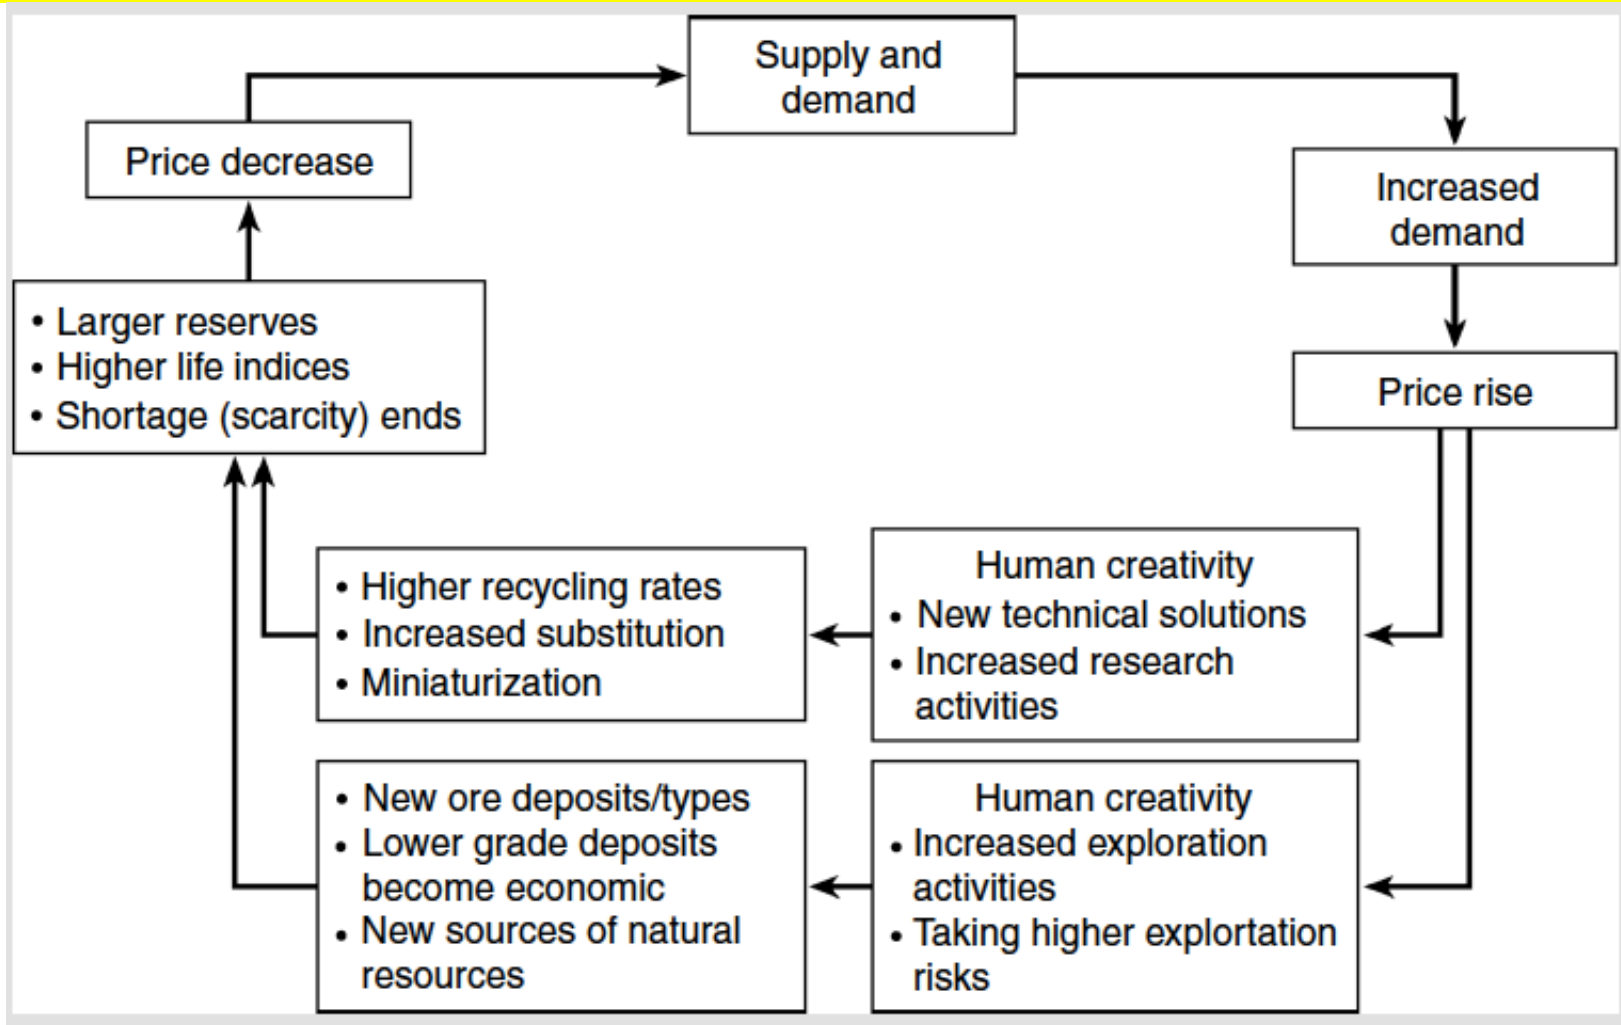 Supply and
demand
Price decrease
Increased
demand
• Larger reserves
• Higher life indices
• Shortage (scarcity) ends
Price rise
• Higher recycling rates
• Increased substitution
• Miniaturization
Human creativity
• New technical solutions
• Increased research
activities
• New ore deposits/types
• Lower grade deposits
become economic
• New sources of natural
resources
Human creativity
• Increased exploration
activities
• Taking higher explortation
risks